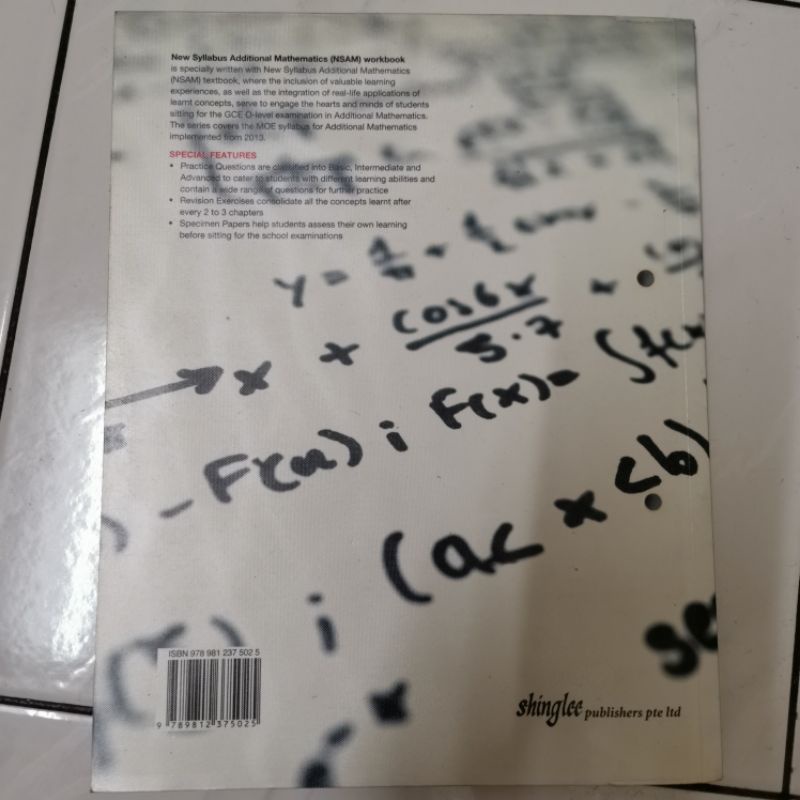 New Syllabus Additional Mathematics (NSAM) workbook
is specially written with New Syllabus Additional Mathematics
(NSAM) textbook, where the inclusion of valuable learning
experiences, as well as the integration of real-life applications of
learnt concepts, serve to engage the hearts and minds of students
sitting for the GCE O-level examination in Additional Mathematics.
The series covers the MOE syllabus for Additional Mathematics
implemented from 2013.
SPECIAL FEATURES
• Practice Questions are classified into Basic, Intermediate and
Advanced to cater to students with different learning abilities and
contain a wide range of questions for further practice
• Revision Exercises consolidate all the concepts learnt after
every 2 to 3 chapters
• Specimen Papers help students assess their own learning
before sitting for the school examinations
y =
x + cos6x
5.7
- F(a) ; F(x) =
; (ac x cb)
ISBN 978 981 237 502 5
9 789812 375025
shinglee publishers pte ltd